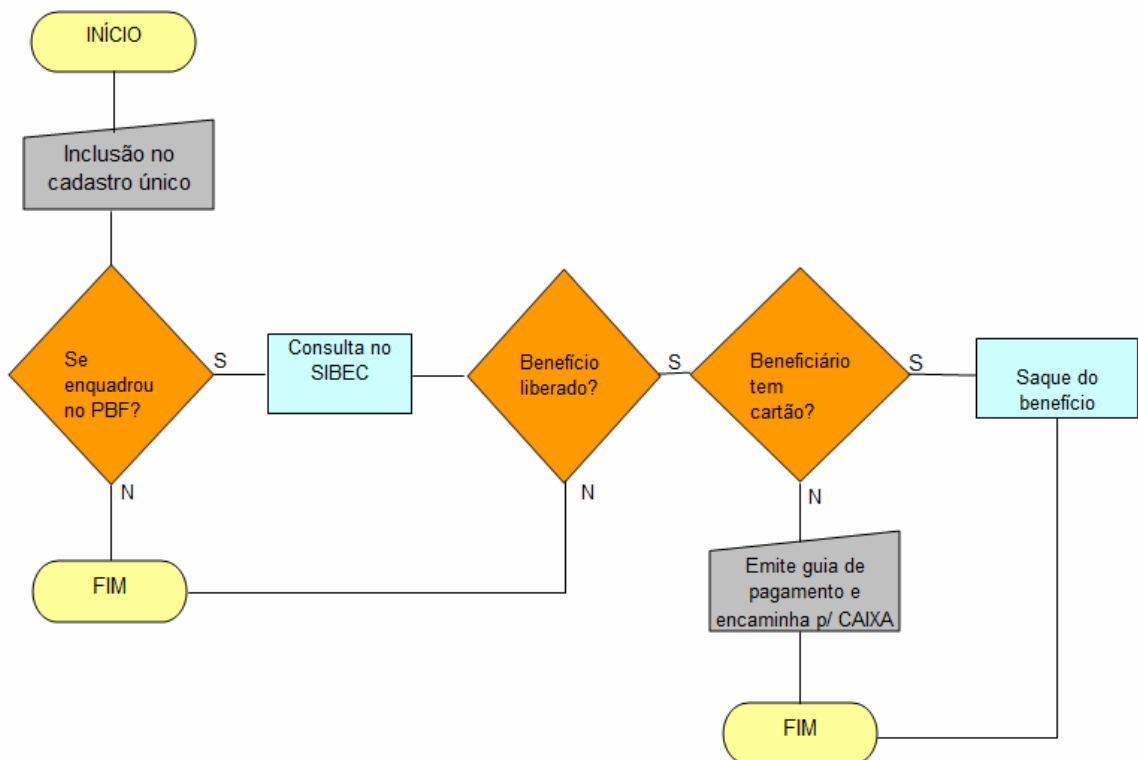 INÍCIO
Inclusão no
cadastro único
Se
enquadrou
no PBF?
S
N
Consulta no
SIBEC
Benefício
liberado?
S
N
Beneficiário
tem
cartão?
S
N
Saque do
benefício
FIM
Emite guia de
pagamento e
encaminha p/ CAIXA
FIM